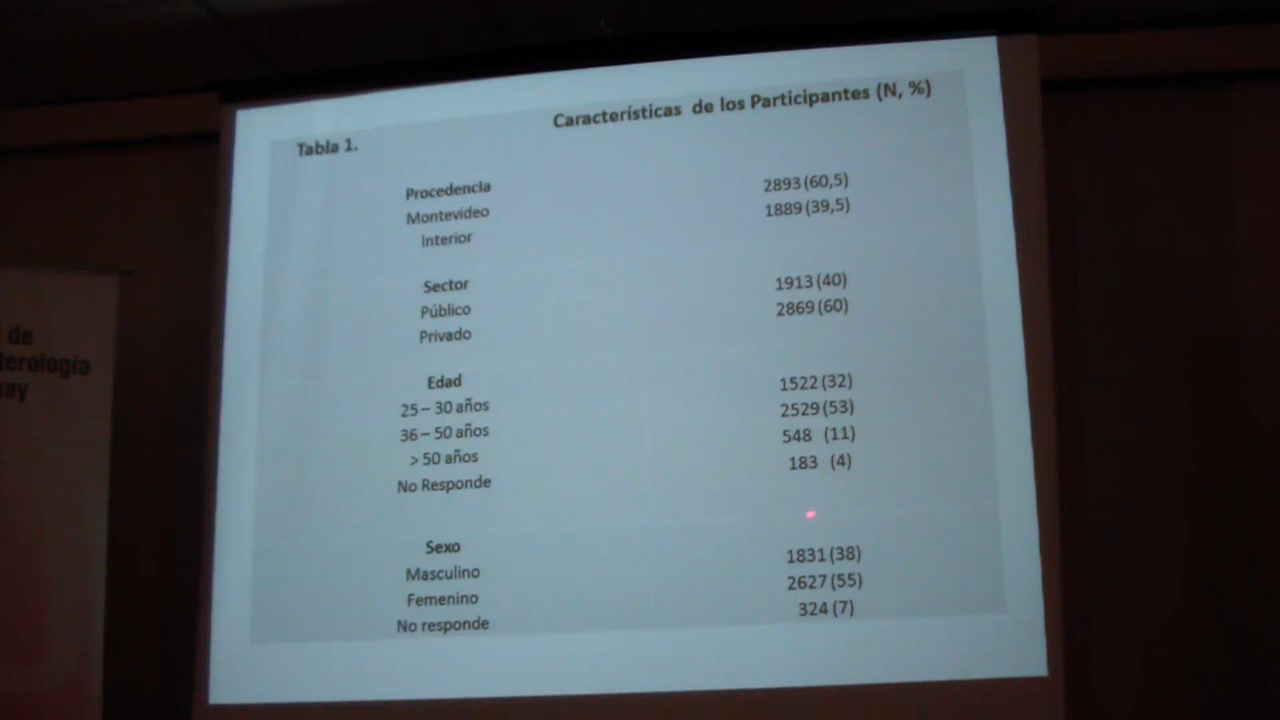 Características de los Participantes (N, %)
Tabla 1.
Procedencia 2893 (60,5)
Montevideo 1889 (39,5)
Interior
Sector 1913 (40)
Público 2869 (60)
Privado
Edad 1522 (32)
25 – 30 años 2529 (53)
36 – 50 años 548 (11)
> 50 años 183 (4)
No Responde
Sexo 1831 (38)
Masculino 2627 (55)
Femenino 324 (7)
No responde
de